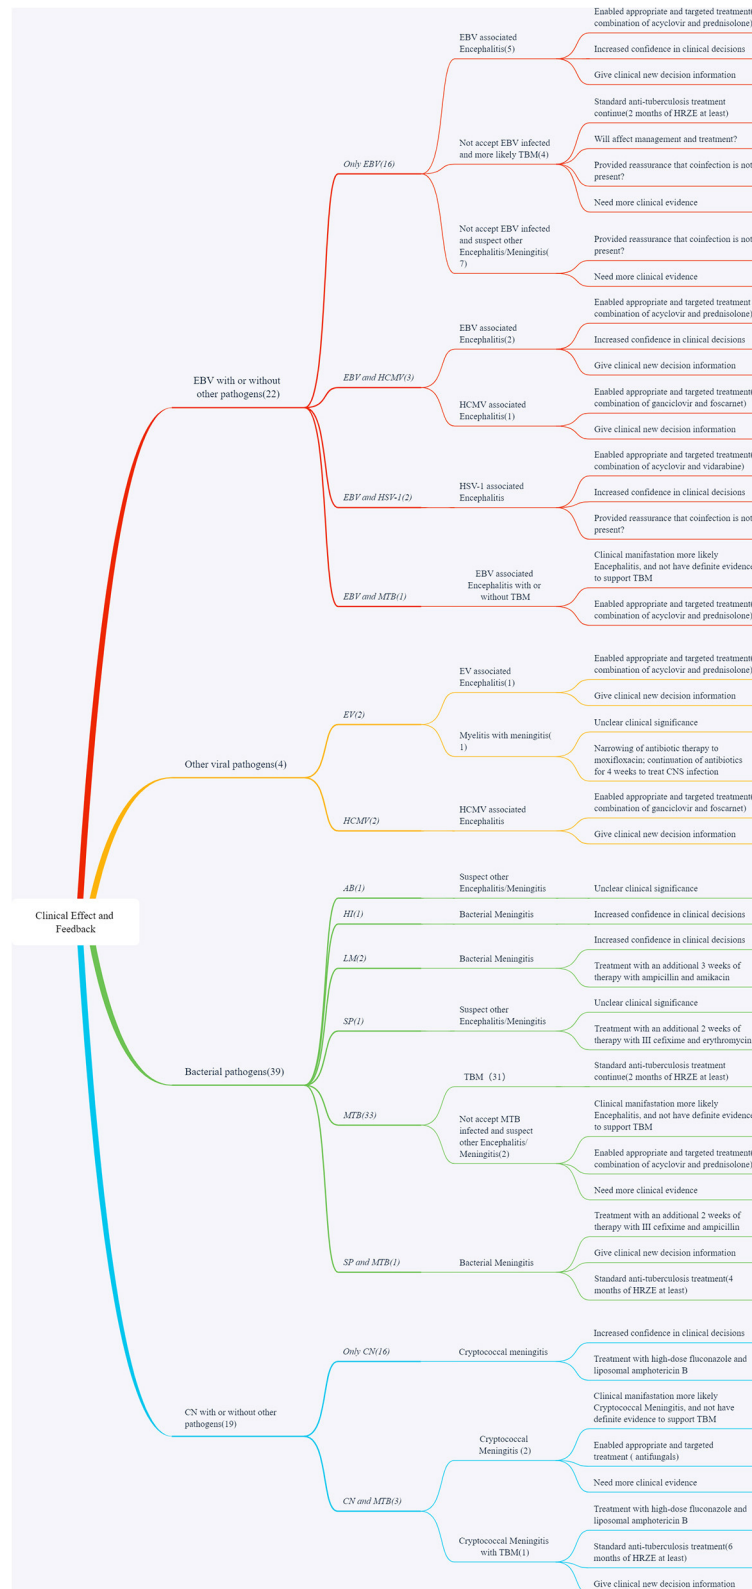 Clinical Effect and
Feedback
EBV with or without
other pathogens(22)
Only EBV(16)
EBV associated
Encephalitis(5)
Enabled appropriate and targeted treatment(
combination of acyclovir and prednisolone)
Increased confidence in clinical decisions
Give clinical new decision information
Not accept EBV infected
and more likely TBM(4)
Standard anti-tuberculosis treatment
continue(2 months of HRZE at least)
Will affect management and treatment?
Provided reassurance that coinfection is not
present?
Need more clinical evidence
Not accept EBV infected
and suspect other
Encephalitis/Meningitis(
7)
Provided reassurance that coinfection is not
present?
Need more clinical evidence
EBV and HCMV(3)
EBV associated
Encephalitis(2)
Enabled appropriate and targeted treatment
combination of acyclovir and prednisolone)
Increased confidence in clinical decisions
Give clinical new decision information
HCMV associated
Encephalitis(1)
Enabled appropriate and targeted treatment(
combination of ganciclovir and foscarnet)
Give clinical new decision information
EBV and HSV-1(2)
HSV-1 associated
Encephalitis
Enabled appropriate and targeted treatment(
combination of acyclovir and vidarabine)
Increased confidence in clinical decisions
Provided reassurance that coinfection is not
present?
EBV and MTB(1)
EBV associated
Encephalitis with or
without TBM
Clinical manifastation more likely
Encephalitis, and not have definite evidence
to support TBM
Enabled appropriate and targeted treatment(
combination of acyclovir and prednisolone)
Other viral pathogens(4)
EV(2)
EV associated
Encephalitis(1)
Enabled appropriate and targeted treatment(
combination of acyclovir and prednisolone)
Give clinical new decision information
Myelitis with meningitis(
1)
Unclear clinical significance
Narrowing of antibiotic therapy to
moxifloxacin; continuation of antibiotics
for 4 weeks to treat CNS infection
HCMV(2)
HCMV associated
Encephalitis
Enabled appropriate and targeted treatment(
combination of ganciclovir and foscarnet)
Give clinical new decision information
Bacterial pathogens(39)
AB(1)
Suspect other
Encephalitis/Meningitis
Unclear clinical significance
HI(1)
Bacterial Meningitis
Increased confidence in clinical decisions
LM(2)
Bacterial Meningitis
Increased confidence in clinical decisions
Treatment with an additional 3 weeks of
therapy with ampicillin and amikacin
SP(1)
Suspect other
Encephalitis/Meningitis
Unclear clinical significance
Treatment with an additional 2 weeks of
therapy with III cefixime and erythromycin
MTB(33)
TBM（31）
Standard anti-tuberculosis treatment
continue(2 months of HRZE at least)
Not accept MTB
infected and suspect
other Encephalitis/
Meningitis(2)
Clinical manifastation more likely
Encephalitis, and not have definite evidence
to support TBM
Enabled appropriate and targeted treatment(
combination of acyclovir and prednisolone)
Need more clinical evidence
SP and MTB(1)
Bacterial Meningitis
Treatment with an additional 2 weeks of
therapy with III cefixime and ampicillin
Give clinical new decision information
Standard anti-tuberculosis treatment(4
months of HRZE at least)
CN with or without other
pathogens(19)
Only CN(16)
Cryptococcal meningitis
Increased confidence in clinical decisions
Treatment with high-dose fluconazole and
liposomal amphotericin B
CN and MTB(3)
Cryptococcal
Meningitis (2)
Clinical manifastation more likely
Cryptococcal Meningitis, and not have
definite evidence to support TBM
Enabled appropriate and targeted
treatment ( antifungals)
Need more clinical evidence
Cryptococcal Meningitis
with TBM(1)
Treatment with high-dose fluconazole and
liposomal amphotericin B
Standard anti-tuberculosis treatment(6
months of HRZE at least)
Give clinical new decision information